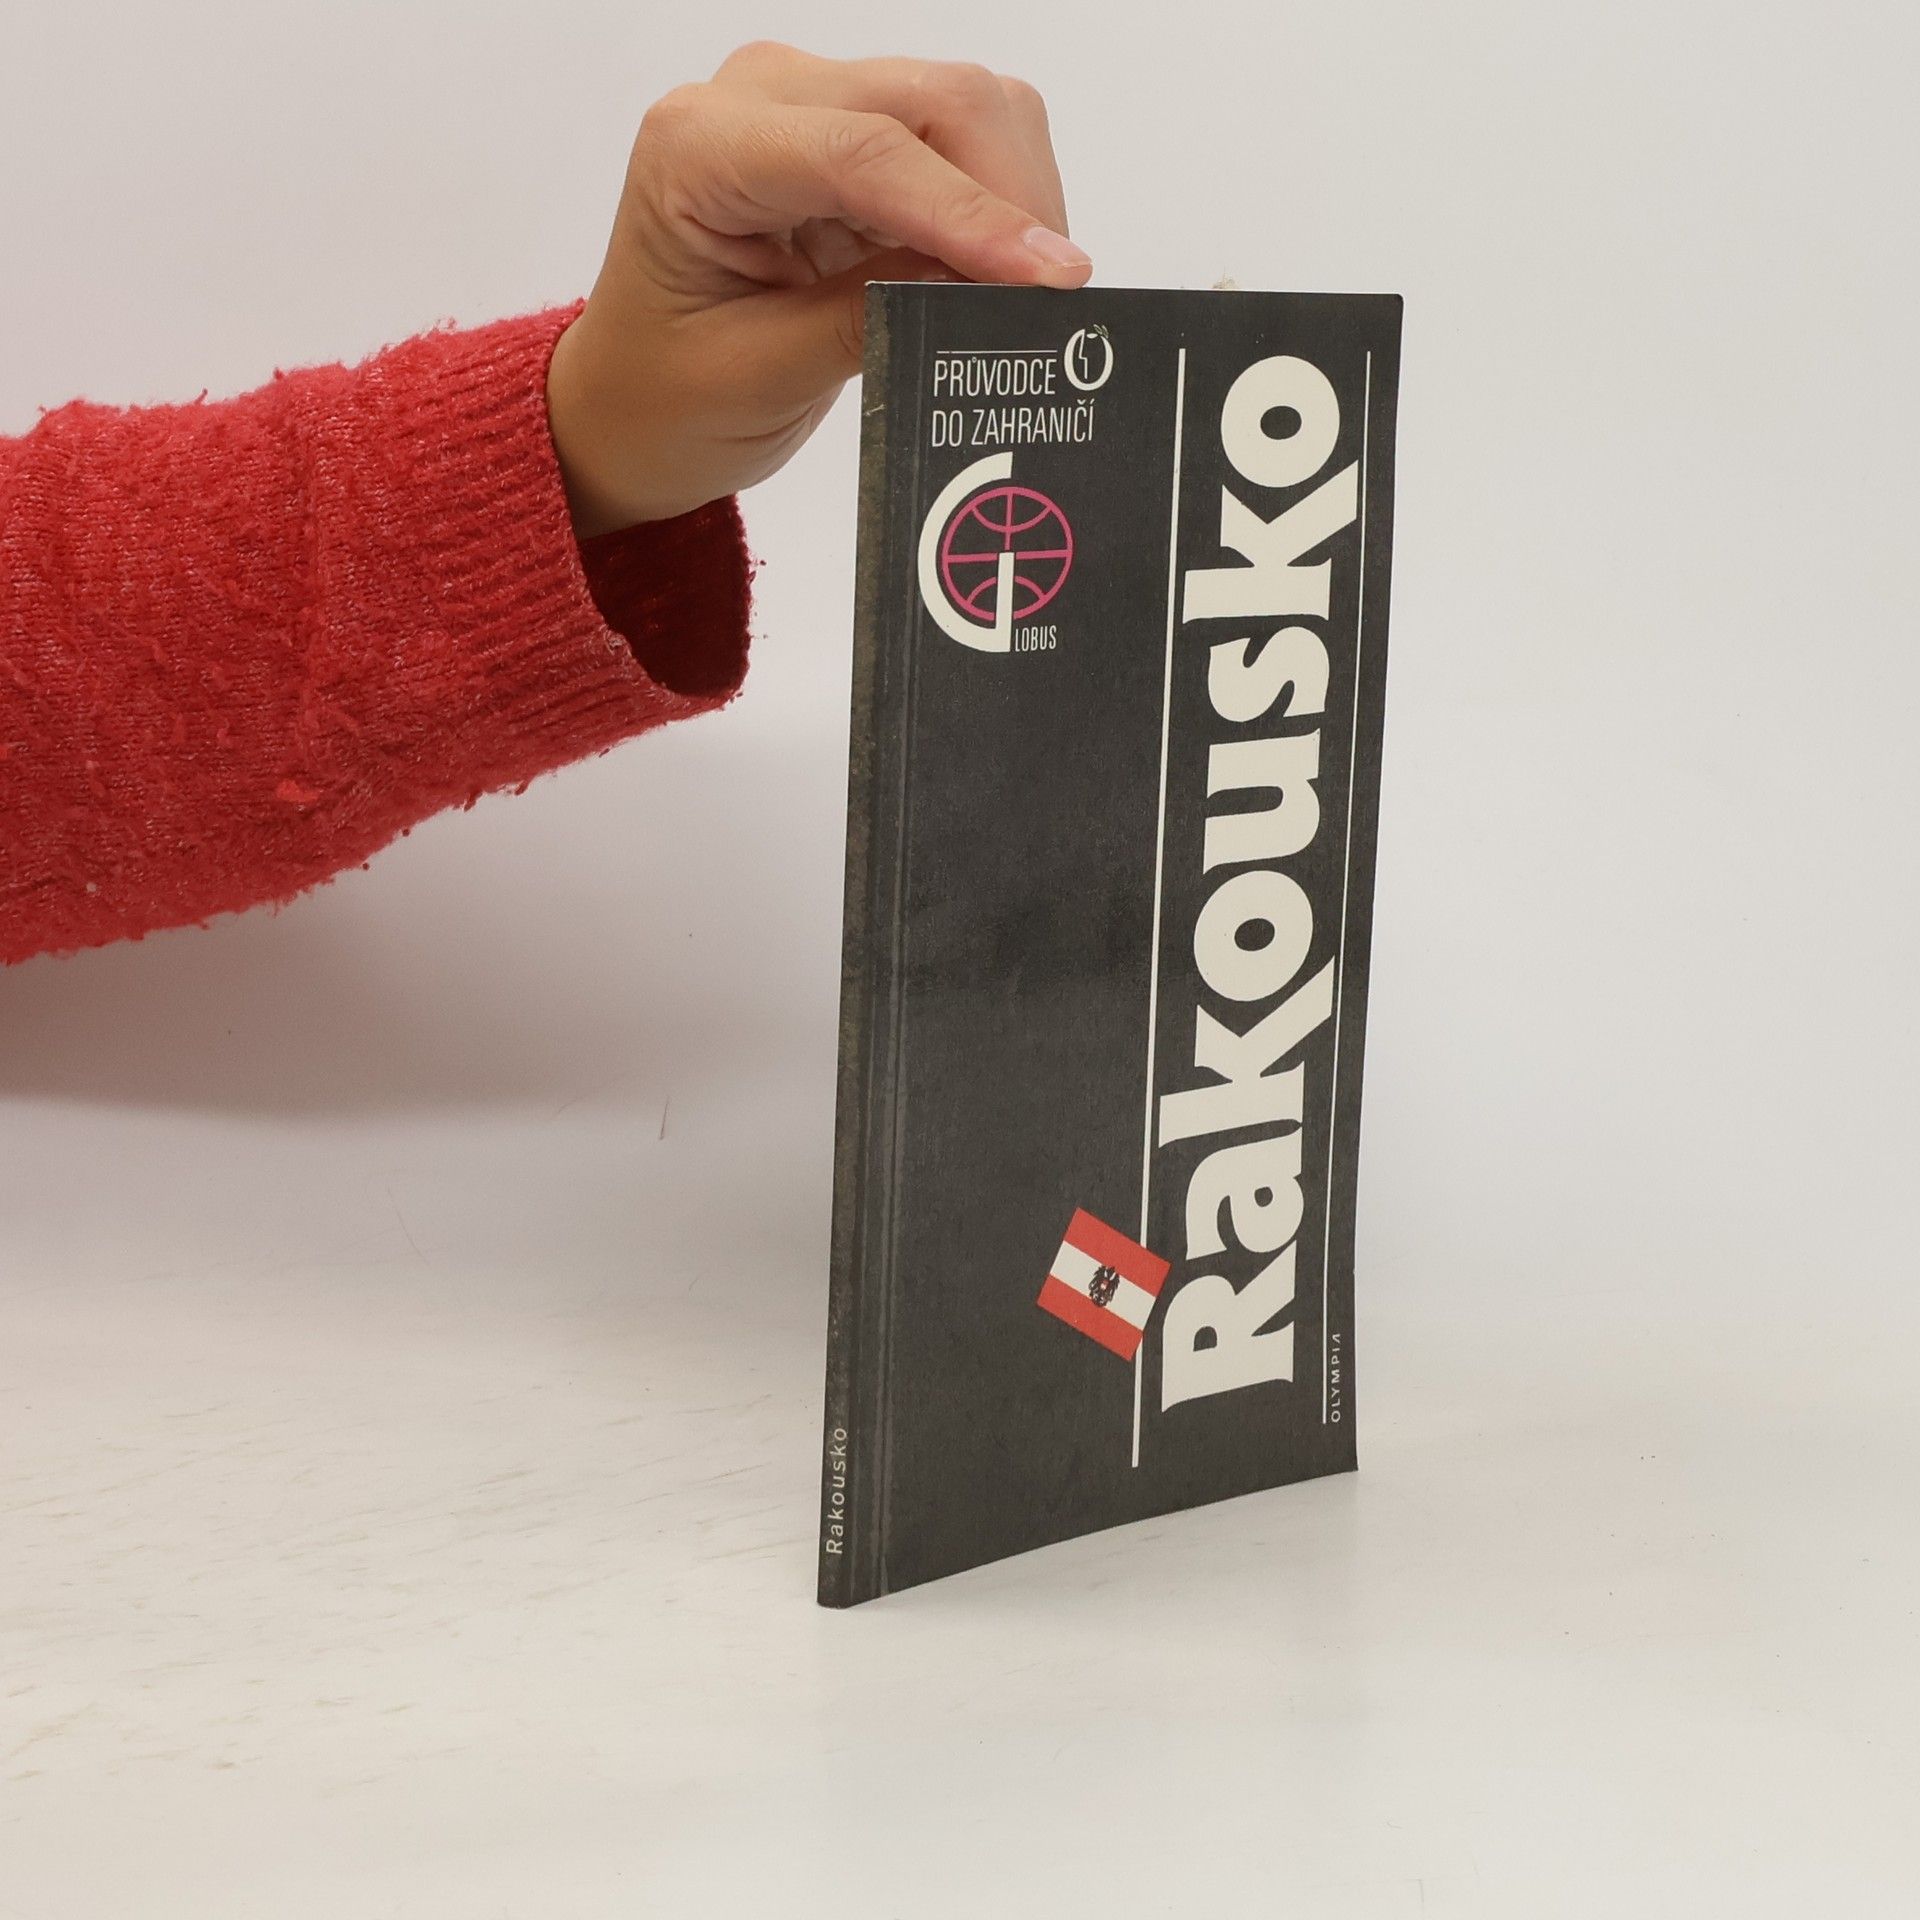 PRŮVODCE
DO ZAHRANIČÍ
GLOBUS
Rakousko
OLYMPIA
Rakousko